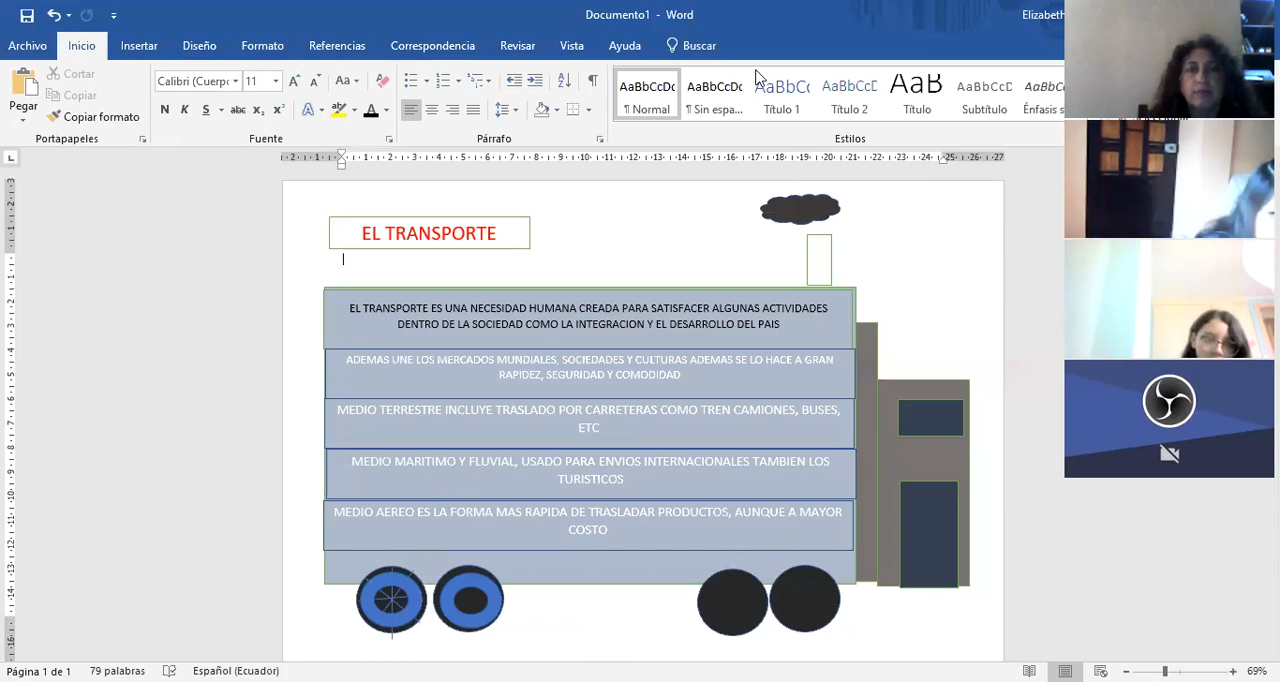 Documento1 - Word
Elizabeth
Archivo Inicio Insertar Diseño Formato Referencias Correspondencia Revisar Vista Ayuda Buscar
Pegar
Cortar
Copiar
Copiar formato
Portapapeles
Calibri (Cuerpo 11
N K S abc x₂ x²
Fuente
Párrafo
AaBbCcDc AaBbCcDc AaBbCc AaBbCcD AaB AaBbCcD AaBbCc
¶ Normal ¶ Sin espa... Título 1 Título 2 Título Subtítulo Énfasis s
Estilos
EL TRANSPORTE
EL TRANSPORTE ES UNA NECESIDAD HUMANA CREADA PARA SATISFACER ALGUNAS ACTIVIDADES
DENTRO DE LA SOCIEDAD COMO LA INTEGRACION Y EL DESARROLLO DEL PAIS
ADEMAS UNE LOS MERCADOS MUNDIALES, SOCIEDADES Y CULTURAS ADEMAS SE LO HACE A GRAN
RAPIDEZ, SEGURIDAD Y COMODIDAD
MEDIO TERRESTRE INCLUYE TRASLADO POR CARRETERAS COMO TREN CAMIONES, BUSES,
ETC
MEDIO MARITIMO Y FLUVIAL, USADO PARA ENVIOS INTERNACIONALES TAMBIEN LOS
TURISTICOS
MEDIO AEREO ES LA FORMA MAS RAPIDA DE TRASLADAR PRODUCTOS, AUNQUE A MAYOR
COSTO
Página 1 de 1 79 palabras Español (Ecuador) 69%